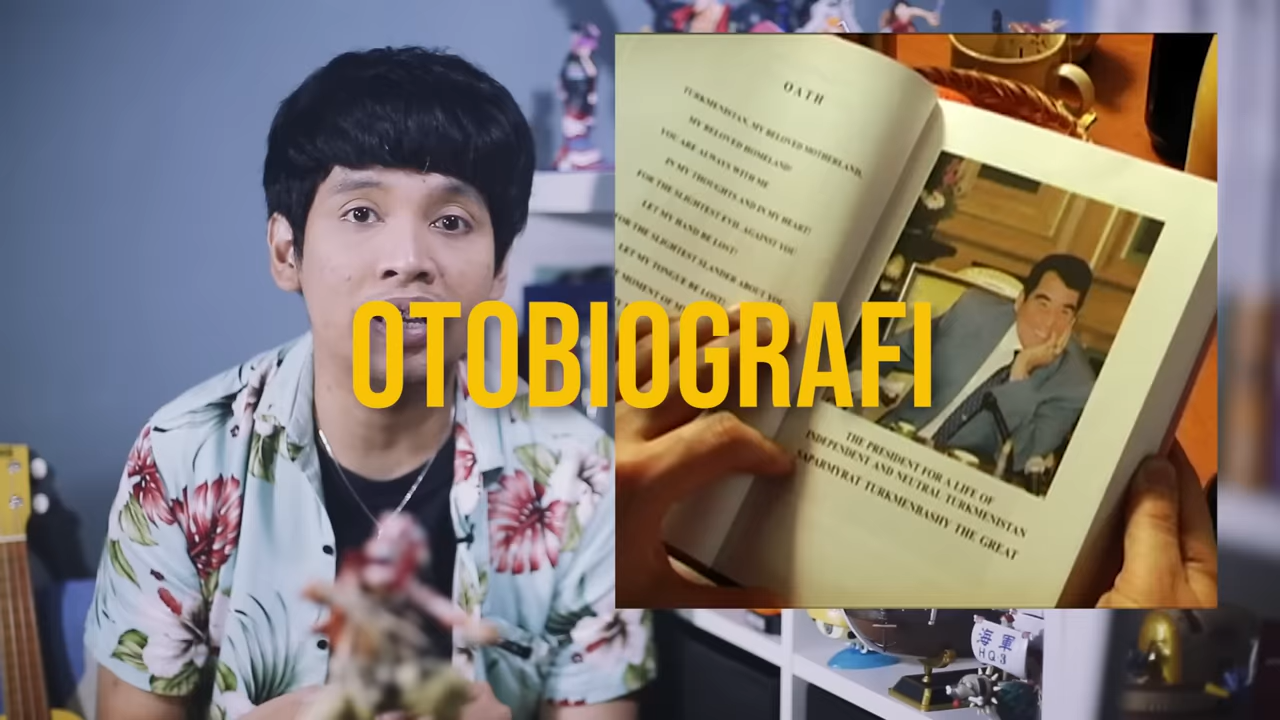 OATH
TURKMENISTAN, MY BELOVED MOTHERLAND,
MY BELOVED HOMELAND!
YOU ARE ALWAYS WITH ME
IN MY THOUGHTS AND IN MY HEART!
FOR THE SLIGHTEST EVIL AGAINST YOU
LET MY HAND BE LOST!
FOR THE SLIGHTEST SLANDER ABOUT YOU
LET MY TONGUE BE LOST!
MOMENT OF
OTOBIOGRAFI
THE PRESIDENT FOR A LIFE OF
INDEPENDENT AND NEUTRAL TURKMENISTAN
SAPARMYRAT TURKMENBASHY THE GREAT
海軍
HQ3